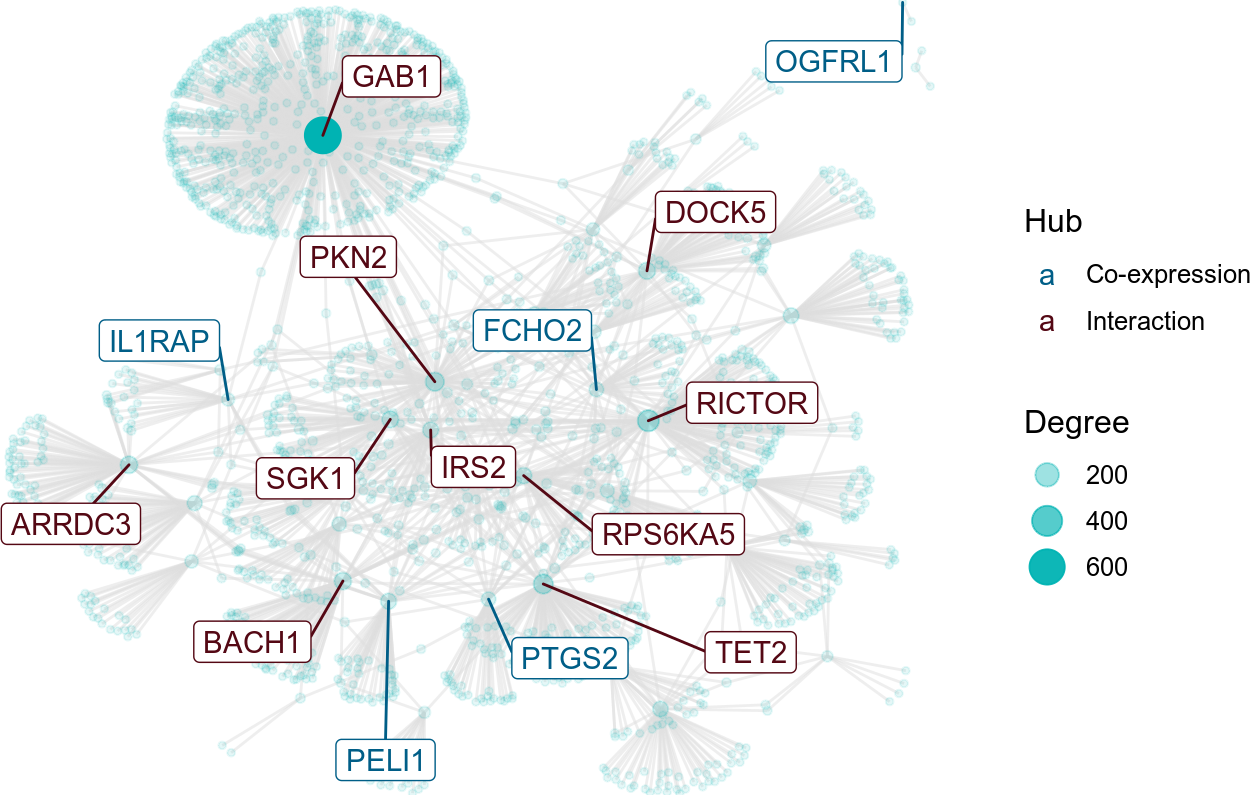 OGFRL1
GAB1
DOCK5
PKN2
FCHO2
IL1RAP
RICTOR
IRS2
SGK1
ARRDC3
RPS6KA5
BACH1
PTGS2
TET2
PELI1
Hub
a Co-expression
a Interaction
Degree
200
400
600